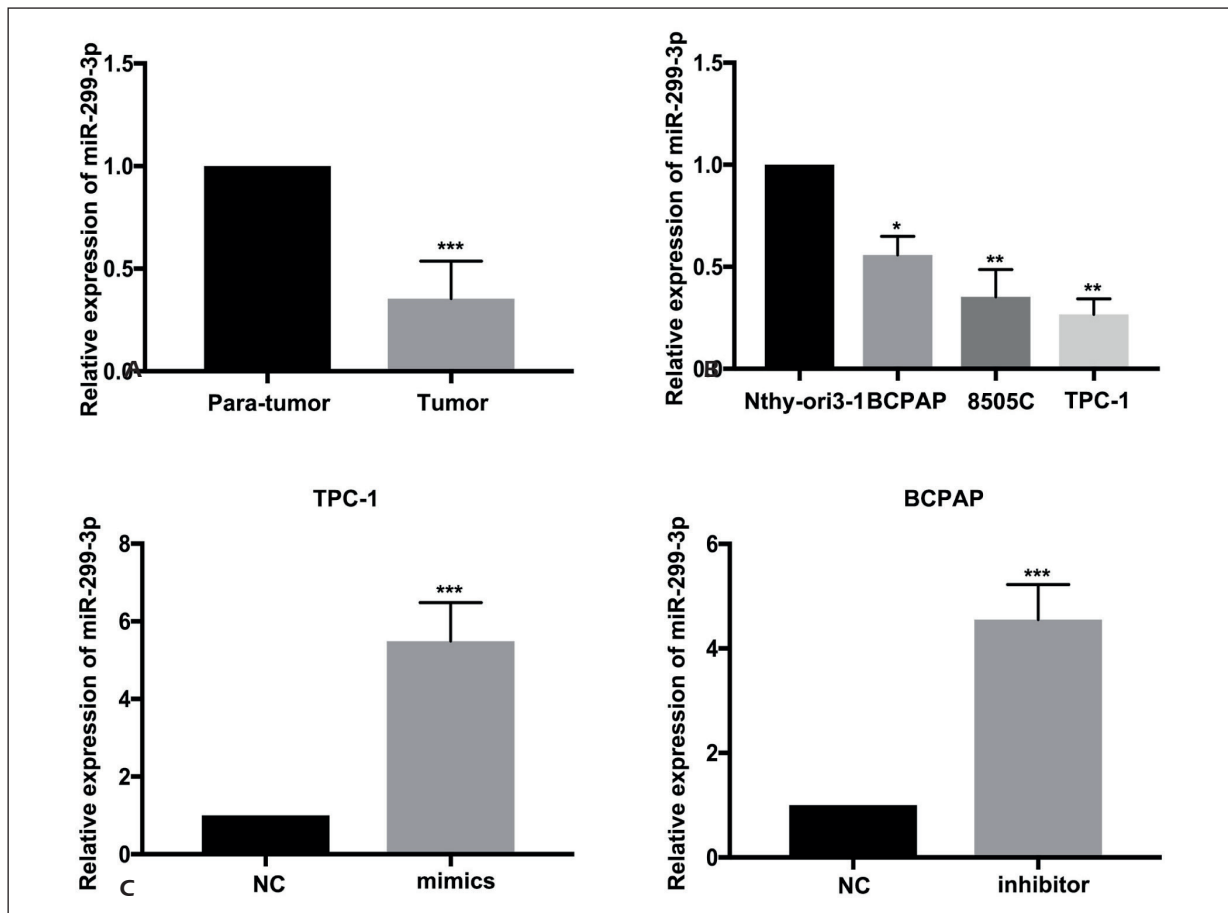 Relative expression of miR-299-3p
1.5
1.0
0.5
0.0
A
***
Para-tumor
Tumor
Relative expression of miR-299-3p
1.5
1.0
0.5
0.0
B
*
**
**
Nthy-ori3-1
BCPAP
8505C
TPC-1
TPC-1
Relative expression of miR-299-3p
8
6
4
2
0
***
NC
mimics
C
BCPAP
Relative expression of miR-299-3p
6
4
2
0
***
NC
inhibitor